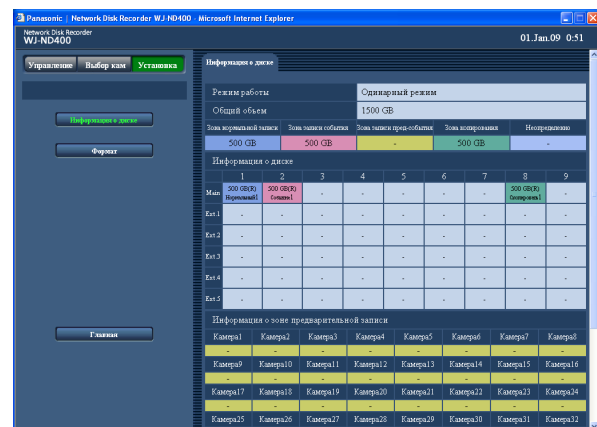 Panasonic | Network Disk Recorder WJ-ND400 - Microsoft Internet Explorer
Network Disk Recorder
WJ-ND400
01.Jan.09 0:51
Управление Выбор кам Установка
Информация о диске
Формат
Главная
Информация о диске
Режим работы Одинарный режим
Общий объем 1500 GB
Зона нормальной записи Зона записи события Зона записи пред-события Зона копирования Неопределенно
500 GB 500 GB - 500 GB -
Информация о диске
1 2 3 4 5 6 7 8 9
Main 500 GB(R) 500 GB(R) - - - - - 500 GB(R) -
Нормальный1 Событие1
Ext.1 - - - - - - - - -
Ext.2 - - - - - - - - -
Ext.3 - - - - - - - - -
Ext.4 - - - - - - - - -
Ext.5 - - - - - - - - -
Информация о зоне предварительной записи
Камера1 Камера2 Камера3 Камера4 Камера5 Камера6 Камера7 Камера8
- - - - - - - -
Камера9 Камера10 Камера11 Камера12 Камера13 Камера14 Камера15 Камера16
- - - - - - - -
Камера17 Камера18 Камера19 Камера20 Камера21 Камера22 Камера23 Камера24
- - - - - - - -
Камера25 Камера26 Камера27 Камера28 Камера29 Камера30 Камера31 Камера32